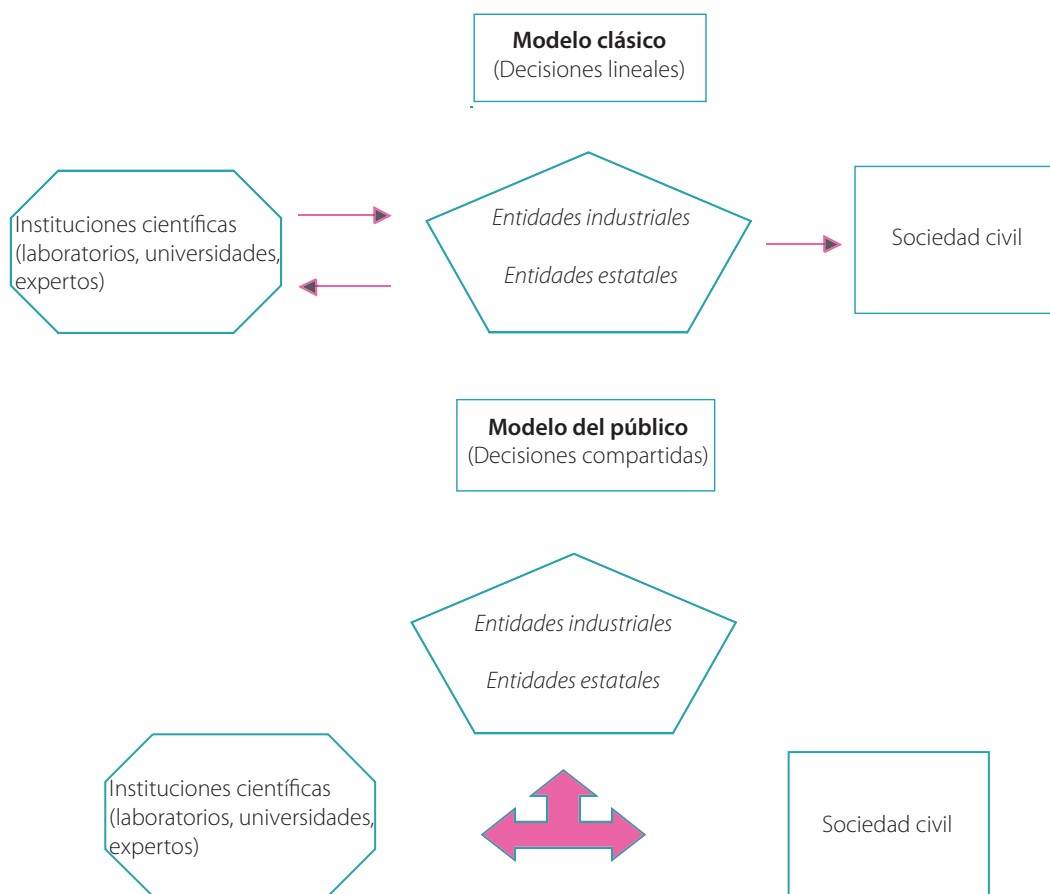 Modelo clásico
(Decisiones lineales)
Instituciones científicas
(laboratorios, universidades,
expertos)
Entidades industriales
Entidades estatales
Sociedad civil
Modelo del público
(Decisiones compartidas)
Entidades industriales
Entidades estatales
Instituciones científicas
(laboratorios, universidades,
expertos)
Sociedad civil